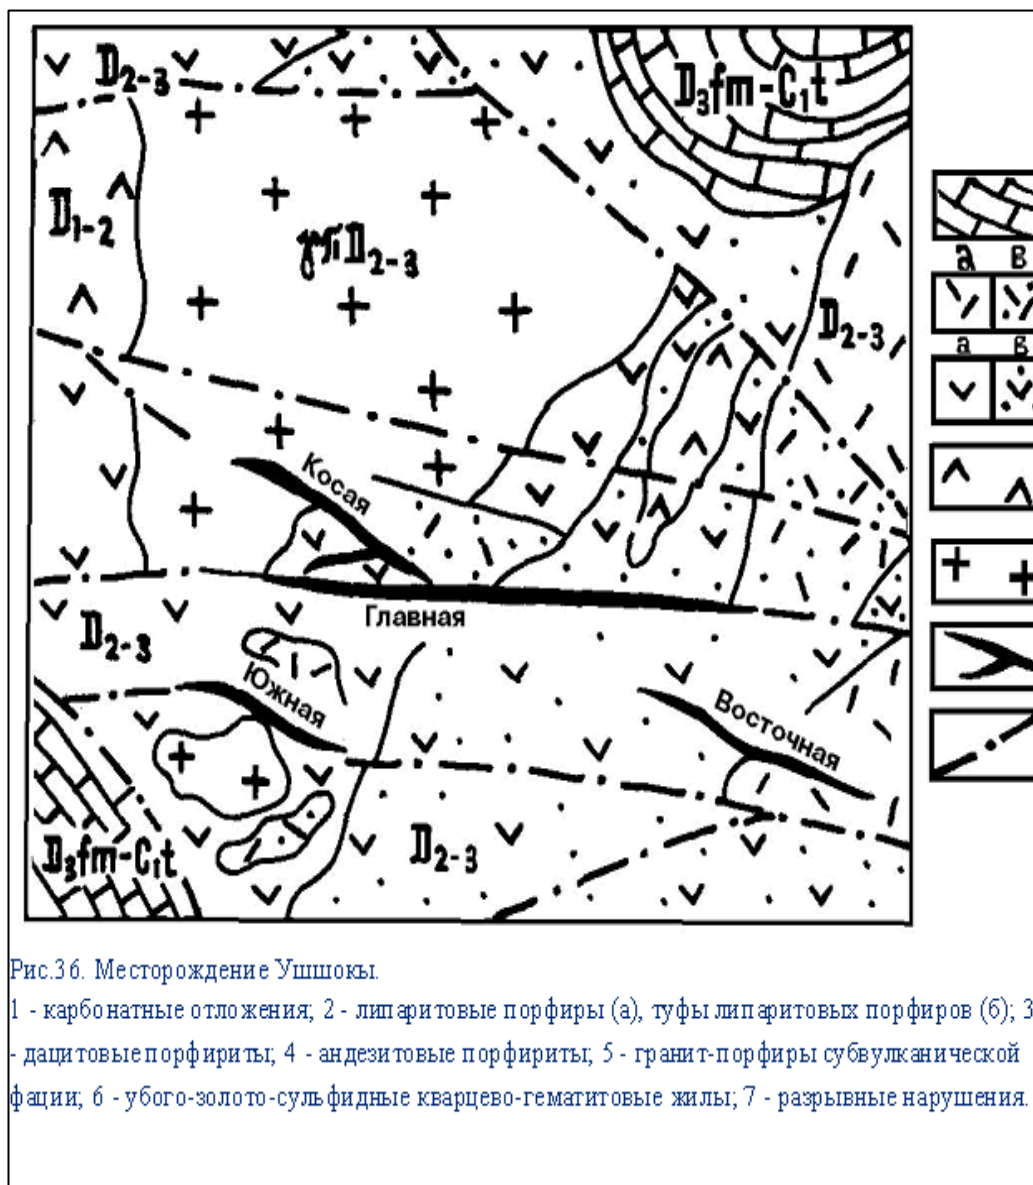 D₂₋₃
D₃fm-C₁t
D₁₋₂
γπD₂₋₃
D₂₋₃
а в
а в
Косая
Главная
D₂₋₃
Южная
Восточная
D₃fm-C₁t
D₂₋₃
Рис.36. Месторождение Ушшокы.
1 - карбонатные отложения; 2 - липаритовые порфиры (а), туфы липаритовых порфиров (б); 3
- дацитовые порфириты; 4 - андезитовые порфириты; 5 - гранит-порфиры субвулканической
фации; 6 - убого-золото-сульфидные кварцево-гематитовые жилы; 7 - разрывные нарушения.